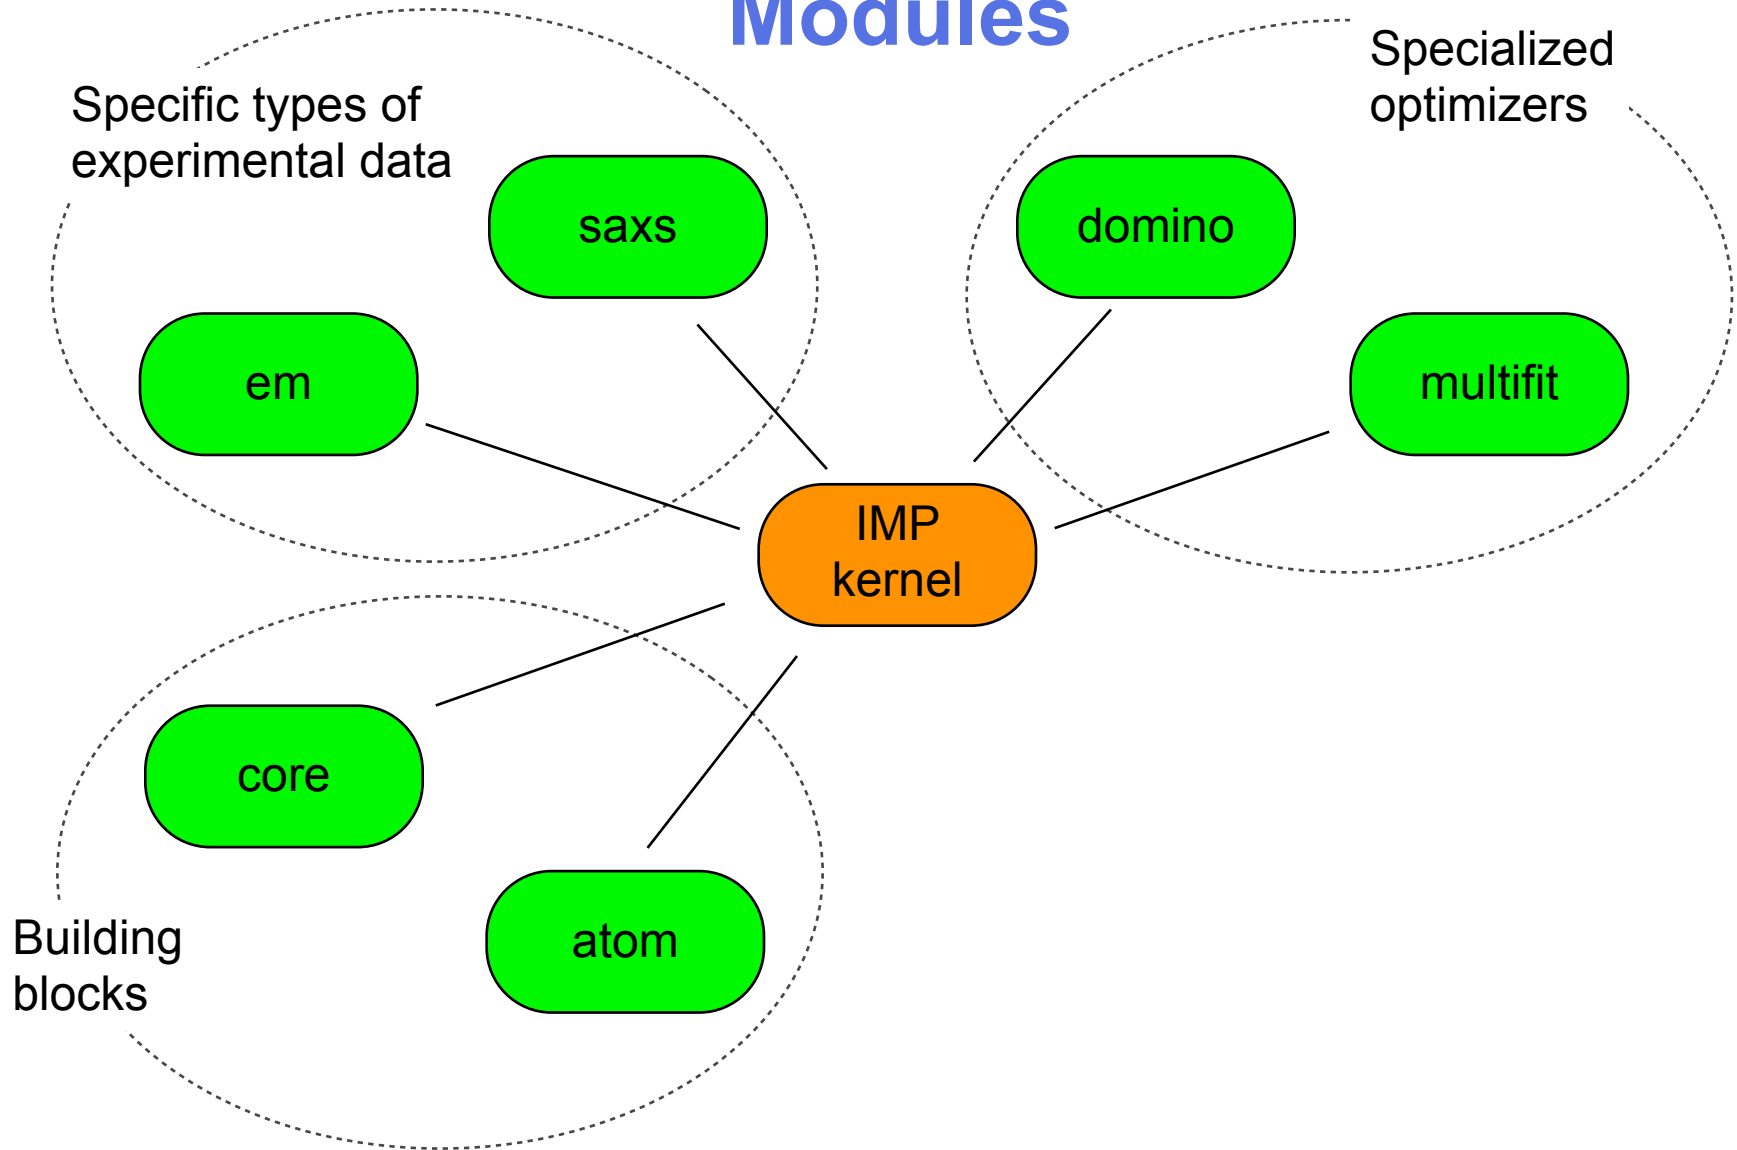 Modules
Specific types of
experimental data
Specialized
optimizers
saxs
domino
em
multifit
IMP
kernel
core
atom
Building
blocks